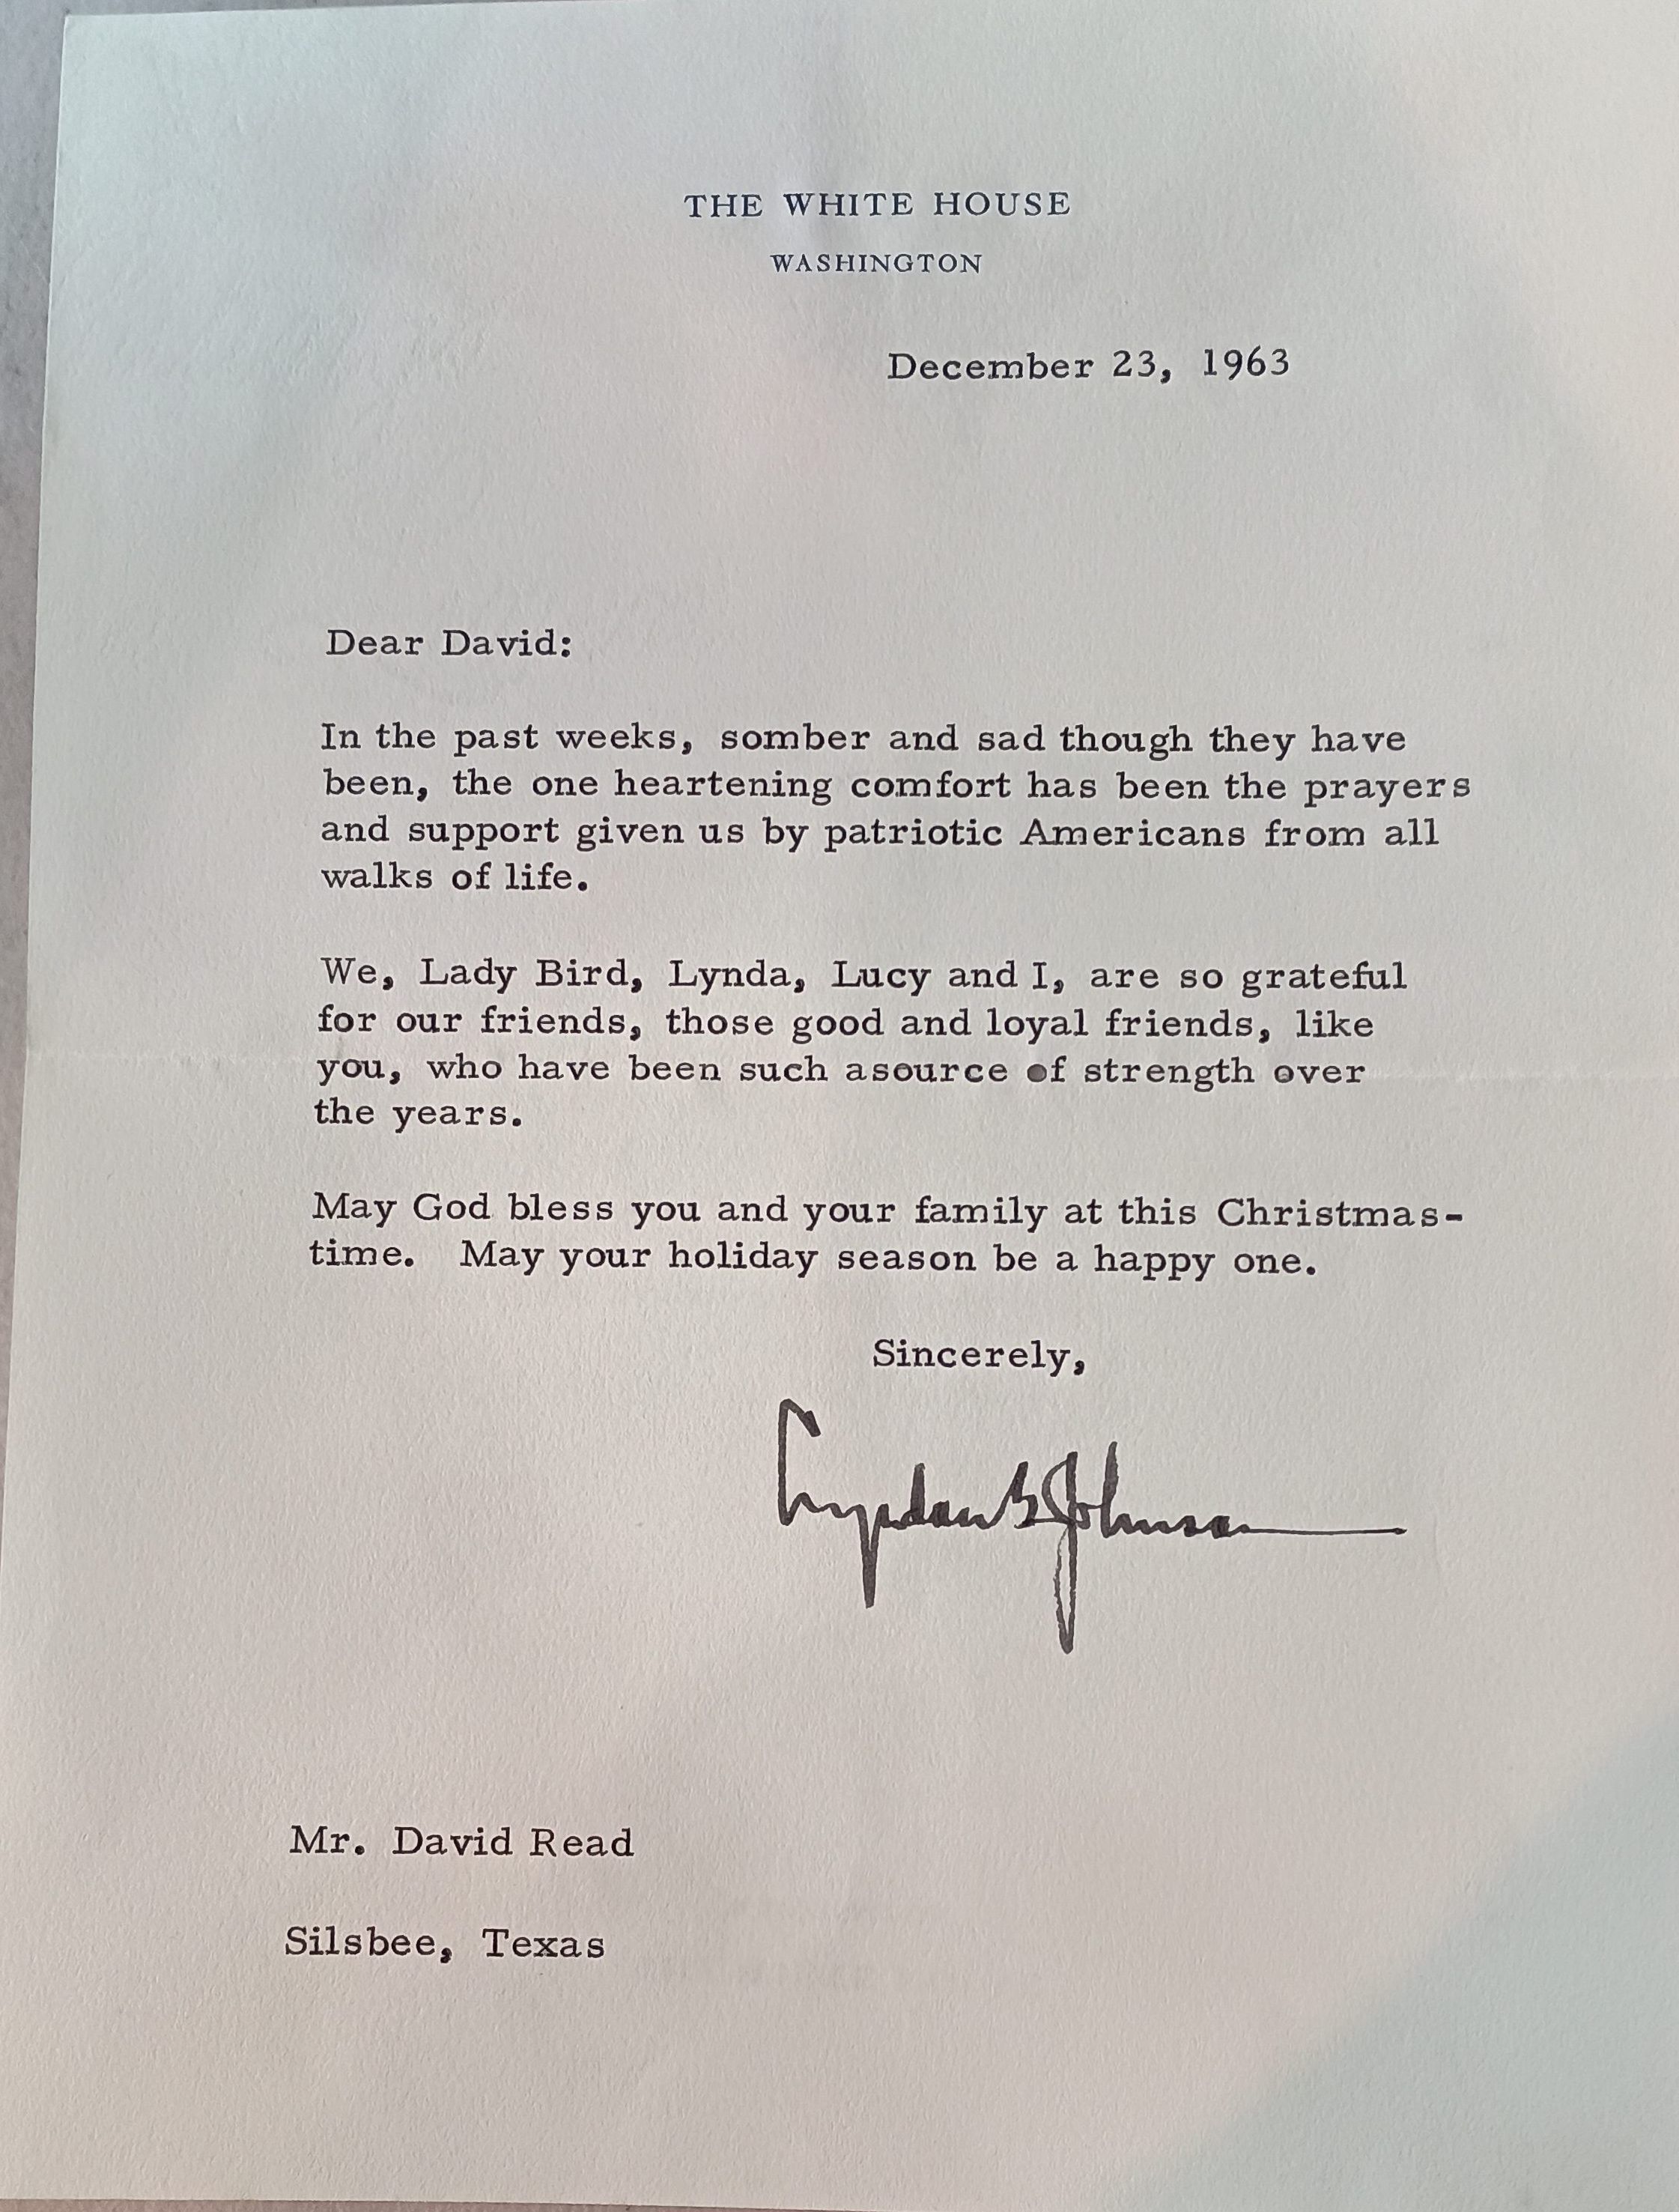 THE WHITE HOUSE
WASHINGTON
December 23, 1963
Dear David:
In the past weeks, somber and sad though they have
been, the one heartening comfort has been the prayers
and support given us by patriotic Americans from all
walks of life.
We, Lady Bird, Lynda, Lucy and I, are so grateful
for our friends, those good and loyal friends, like
you, who have been such asource of strength over
the years.
May God bless you and your family at this Christmas-
time. May your holiday season be a happy one.
Sincerely,
Lyndon B Johnson
Mr. David Read
Silsbee, Texas